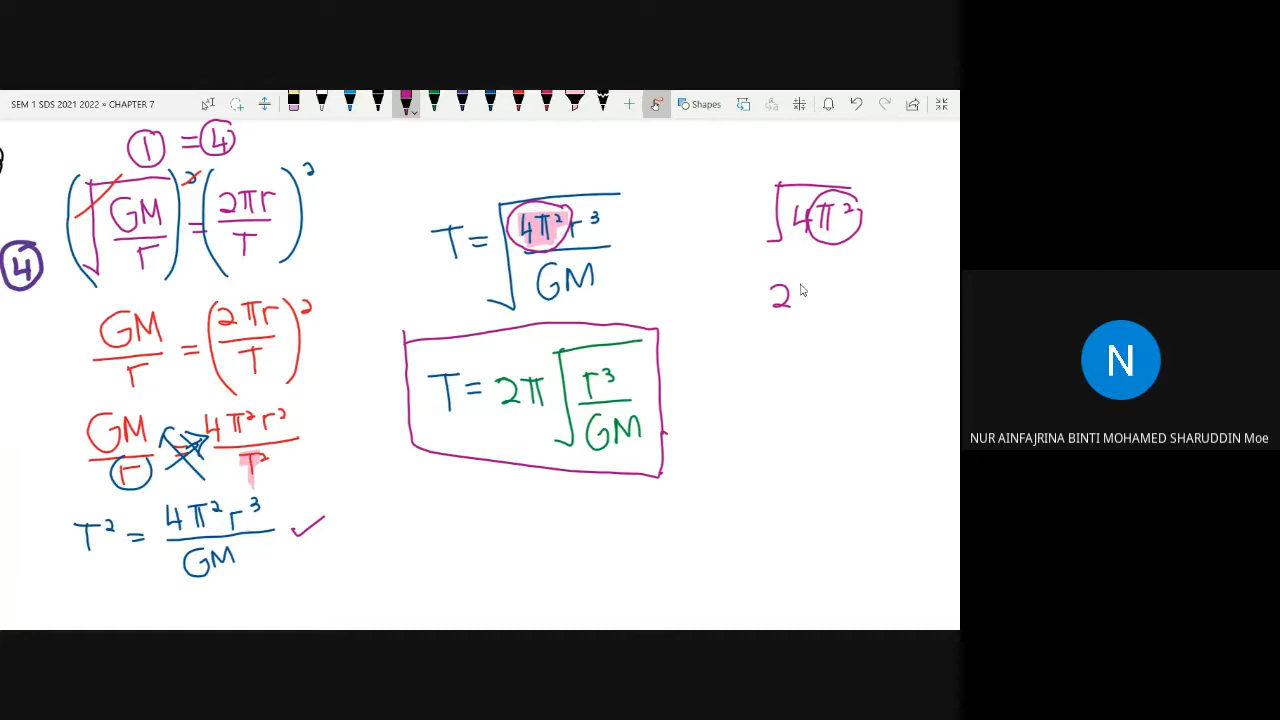 SEM 1 SDS 2021 2022 » CHAPTER 7
Shapes
① = ④
④
(√(GM/r))² = (2πr/T)²
GM/r = (2πr/T)²
GM/r = 4π²r²/T²
T² = 4π²r³/GM ✓
T = √(4π²r³/GM)
T = 2π√(r³/GM)
√(4π²)
2
N
NUR AINFAJRINA BINTI MOHAMED SHARUDDIN Moe